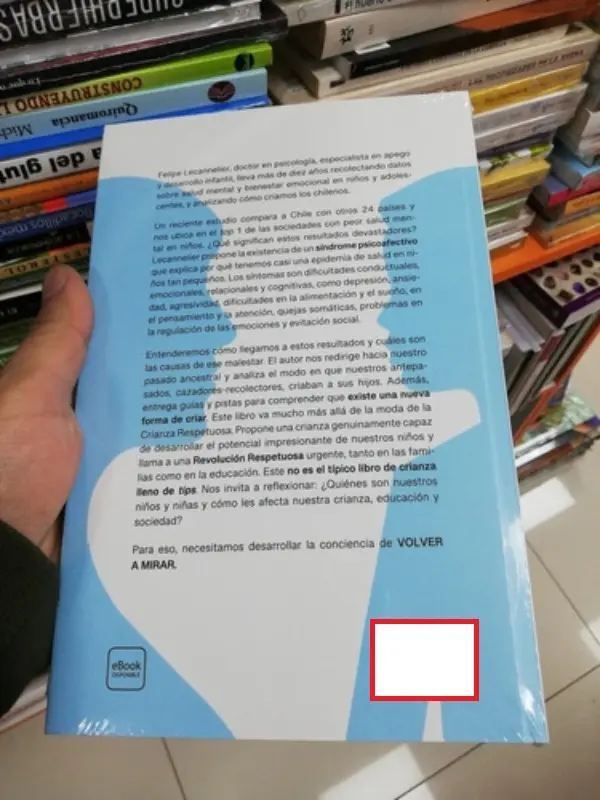 SUPERHIERBAS
CONSTRUYENDO L
Quiromancia
Mich
a del glut
Bocadillos mexic
STEROL
Felipe Lecannelier, doctor en psicología, especialista en apego
y desarrollo infantil, lleva más de diez años recolectando datos
sobre salud mental y bienestar emocional en niños y adoles-
centes, y analizando cómo criamos los chilenos.
Un reciente estudio compara a Chile con otros 24 países y
nos ubica en el top 1 de las sociedades con peor salud men-
tal en niños. ¿Qué significan estos resultados devastadores?
Lecannelier propone la existencia de un síndrome psicoafectivo
que explica por qué tenemos casi una epidemia de salud en ni-
ños tan pequeños. Los síntomas son dificultades conductuales,
emocionales, relacionales y cognitivas, como depresión, ansie-
dad, agresividad, dificultades en la alimentación y el sueño, en
el pensamiento y la atención, quejas somáticas, problemas en
la regulación de las emociones y evitación social.
Entenderemos cómo llegamos a estos resultados y cuáles son
las causas de ese malestar. El autor nos redirige hacia nuestro
pasado ancestral y analiza el modo en que nuestros antepa-
sados, cazadores-recolectores, criaban a sus hijos. Además,
entrega guías y pistas para comprender que existe una nueva
forma de criar. Este libro va mucho más allá de la moda de la
Crianza Respetuosa. Propone una crianza genuinamente capaz
de desarrollar el potencial impresionante de nuestros niños y
llama a una Revolución Respetuosa urgente, tanto en las fami-
lias como en la educación. Este no es el típico libro de crianza
lleno de tips. Nos invita a reflexionar: ¿Quiénes son nuestros
niños y niñas y cómo les afecta nuestra crianza, educación y
sociedad?
Para eso, necesitamos desarrollar la conciencia de VOLVER
A MIRAR.
eBook
DISPONIBLE